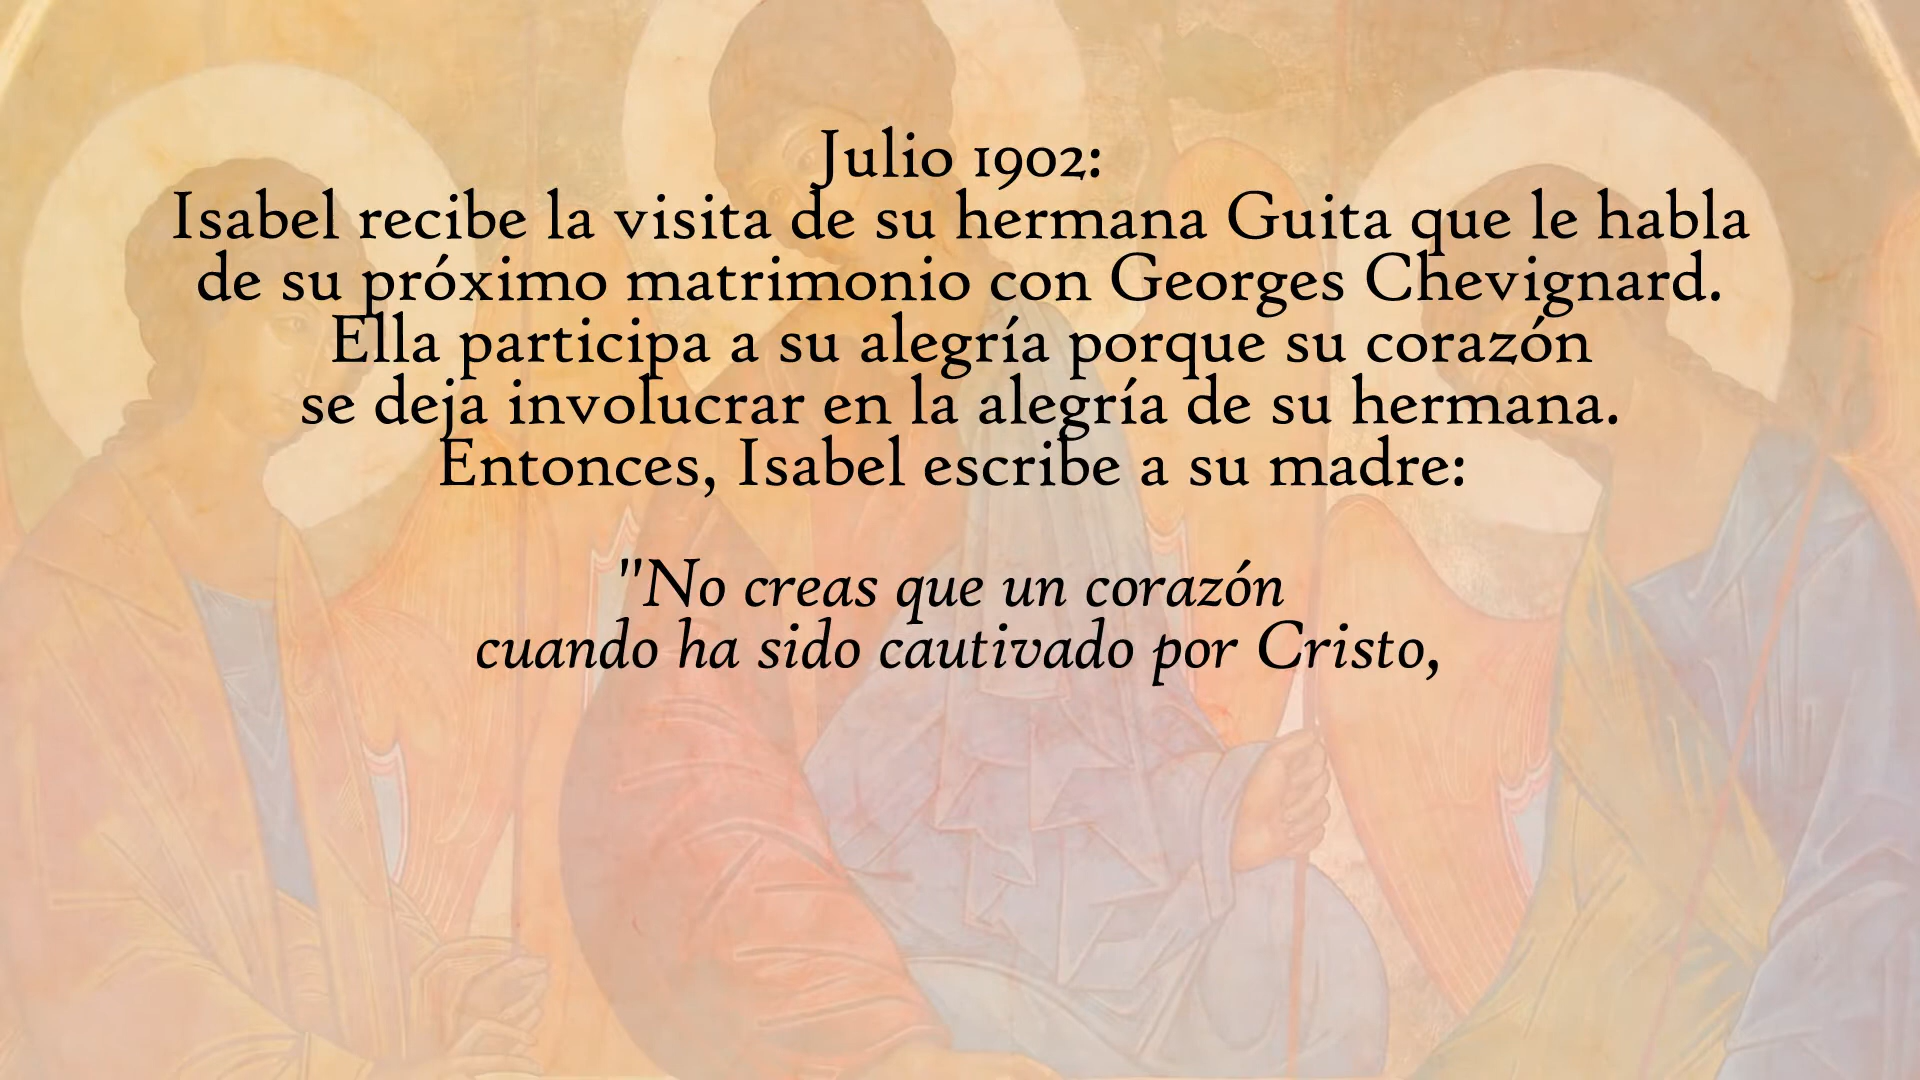 Julio 1902:
Isabel recibe la visita de su hermana Guita que le habla
de su próximo matrimonio con Georges Chevignard.
Ella participa a su alegría porque su corazón
se deja involucrar en la alegría de su hermana.
Entonces, Isabel escribe a su madre:
"No creas que un corazón
cuando ha sido cautivado por Cristo,